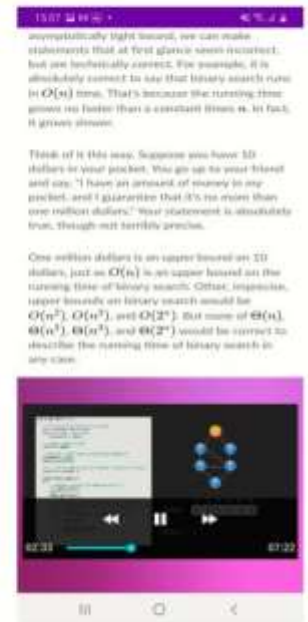 15:07
asymptotically tight bound, we can make
statements that at first glance seem incorrect,
but are technically correct. For example, it is
absolutely correct to say that binary search runs
in O(n) time. That's because the running time
grows no faster than a constant times n. In fact,
it grows slower.
Think of it this way. Suppose you have 10
dollars in your pocket. You go up to your friend
and say, "I have an amount of money in my
pocket, and I guarantee that it's no more than
one million dollars." Your statement is absolutely
true, though not terribly precise.
One million dollars is an upper bound on 10
dollars, just as O(n) is an upper bound on the
running time of binary search. Other, imprecise,
upper bounds on binary search would be
O(n²), O(n³), and O(2ⁿ). But none of Θ(n),
Θ(n²), Θ(n³), and Θ(2ⁿ) would be correct to
describe the running time of binary search in
any case.
02:33
07:22